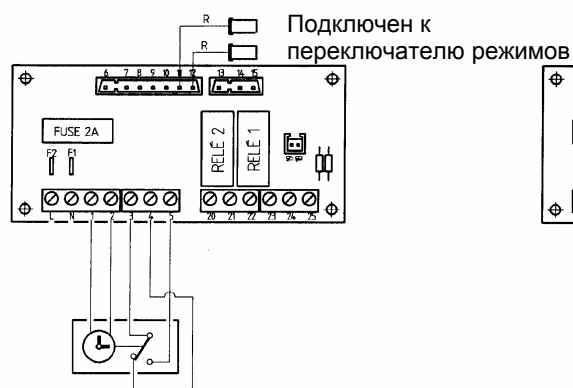 R
Подключен к
R
переключателю режимов
6 7 8 9 10 11 12 13 14 15
FUSE 2A
F2 F1
RELÉ 2
RELÉ 1
L N 1 2 3 4 5 20 21 22 23 24 25